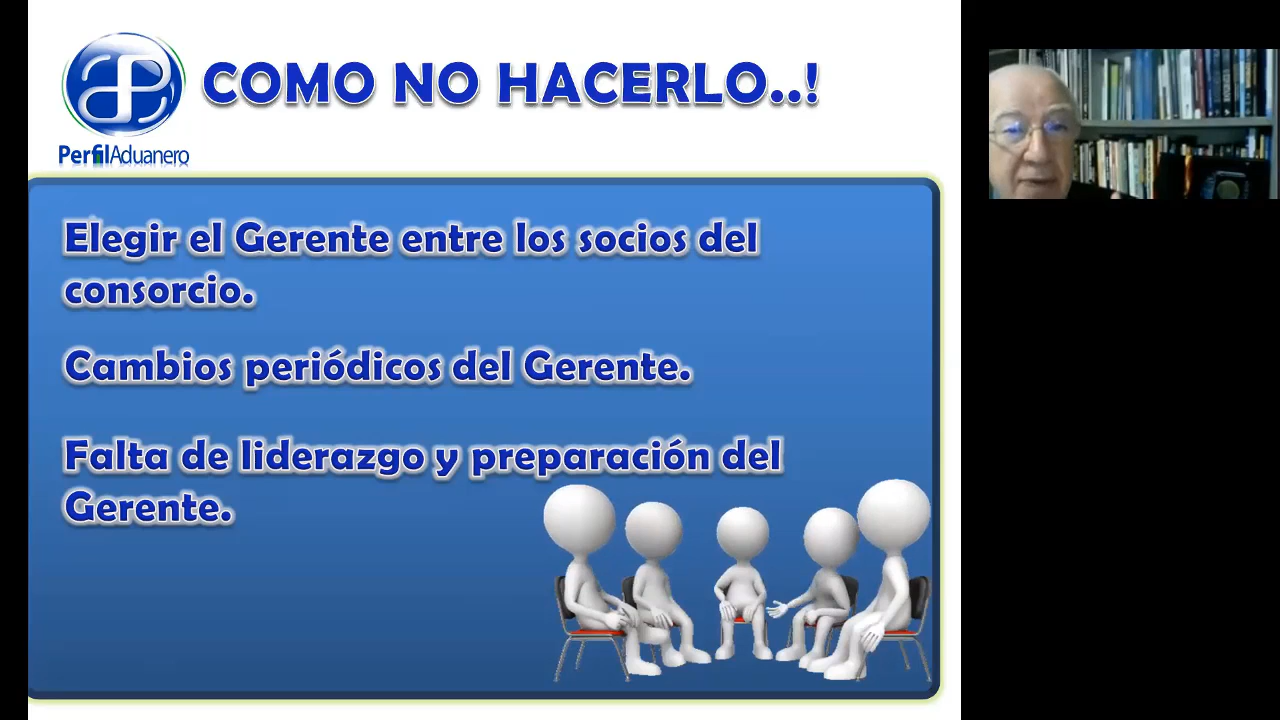 COMO NO HACERLO..!
PerfilAduanero
Elegir el Gerente entre los socios del
consorcio.
Cambios periódicos del Gerente.
Falta de liderazgo y preparación del
Gerente.